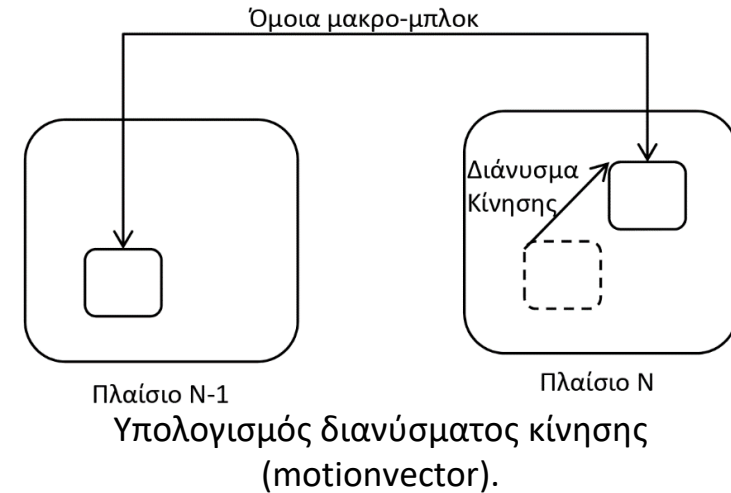 Όμοια μακρο-μπλοκ
Διάνυσμα
Κίνησης
Πλαίσιο Ν-1
Πλαίσιο Ν
Υπολογισμός διανύσματος κίνησης
(motionvector).